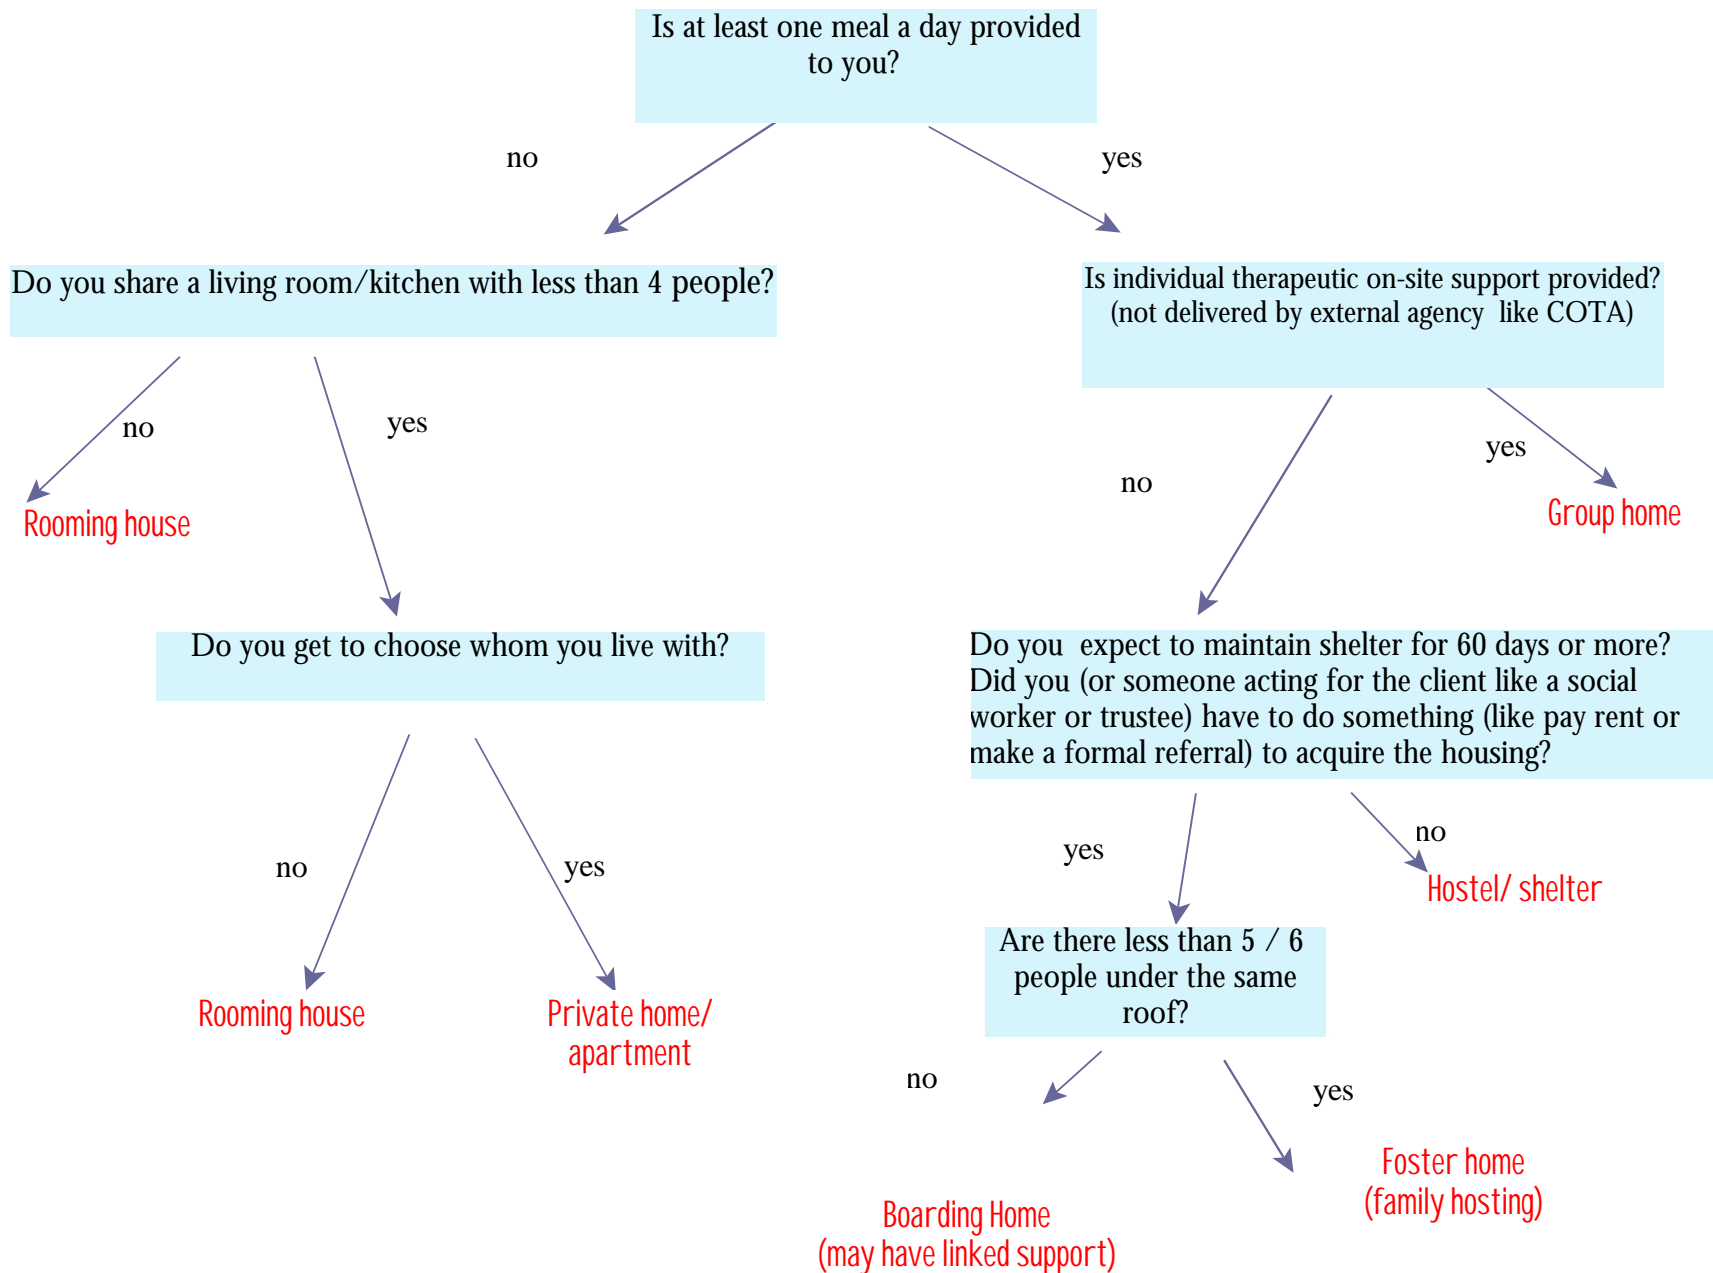 Is at least one meal a day provided
to you?
no
yes
Do you share a living room/kitchen with less than 4 people?
Is individual therapeutic on-site support provided?
(not delivered by external agency like COTA)
no
yes
yes
no
Rooming house
Group home
Do you get to choose whom you live with?
Do you expect to maintain shelter for 60 days or more?
Did you (or someone acting for the client like a social
worker or trustee) have to do something (like pay rent or
make a formal referral) to acquire the housing?
no
yes
yes
no
Hostel/ shelter
Are there less than 5 / 6
people under the same
roof?
Rooming house
Private home/
apartment
no
yes
Foster home
(family hosting)
Boarding Home
(may have linked support)